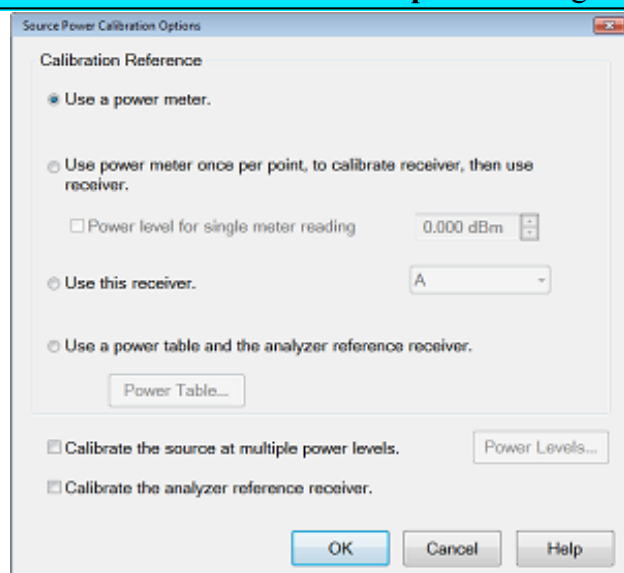 Source Power Calibration Options
Calibration Reference
Use a power meter.
Use power meter once per point, to calibrate receiver, then use
receiver.
Power level for single meter reading
0.000 dBm
Use this receiver.
A
Use a power table and the analyzer reference receiver.
Power Table...
Calibrate the source at multiple power levels.
Power Levels...
Calibrate the analyzer reference receiver.
OK
Cancel
Help